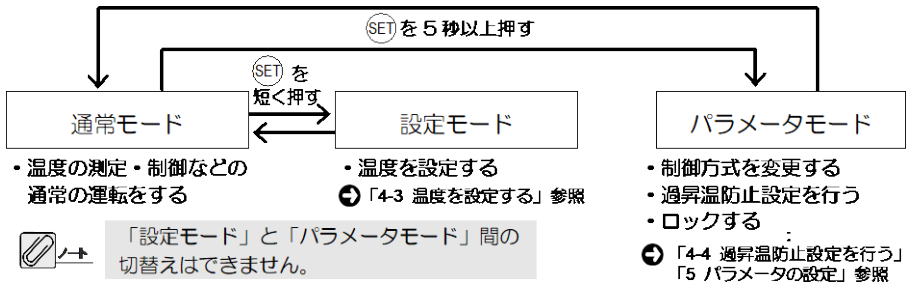 SETを5秒以上押す
SETを
短く押す
通常モード
設定モード
パラメータモード
・温度の測定・制御などの
通常の運転をする
・温度を設定する
「4-3 温度を設定する」参照
・制御方式を変更する
・過昇温防止設定を行う
・ロックする
「4-4 過昇温防止設定を行う」
「5 パラメータの設定」参照
ノート
「設定モード」と「パラメータモード」間の
切替えはできません。